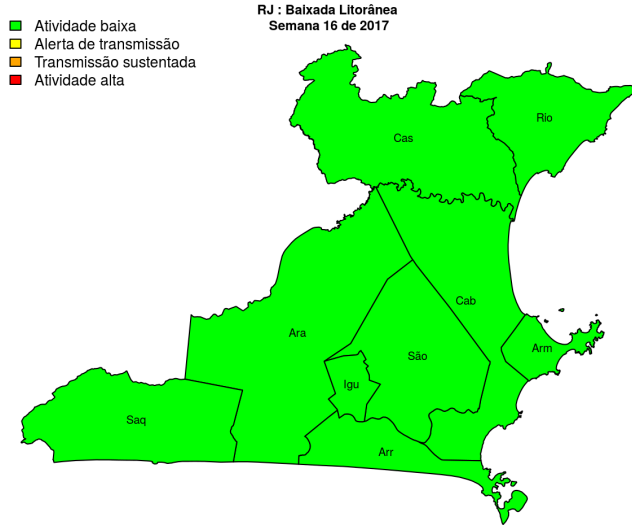 RJ : Baixada Litorânea
Semana 16 de 2017
Atividade baixa
Alerta de transmissão
Transmissão sustentada
Atividade alta
Rio
Cas
Cab
Ara
Arm
São
Igu
Saq
Arr